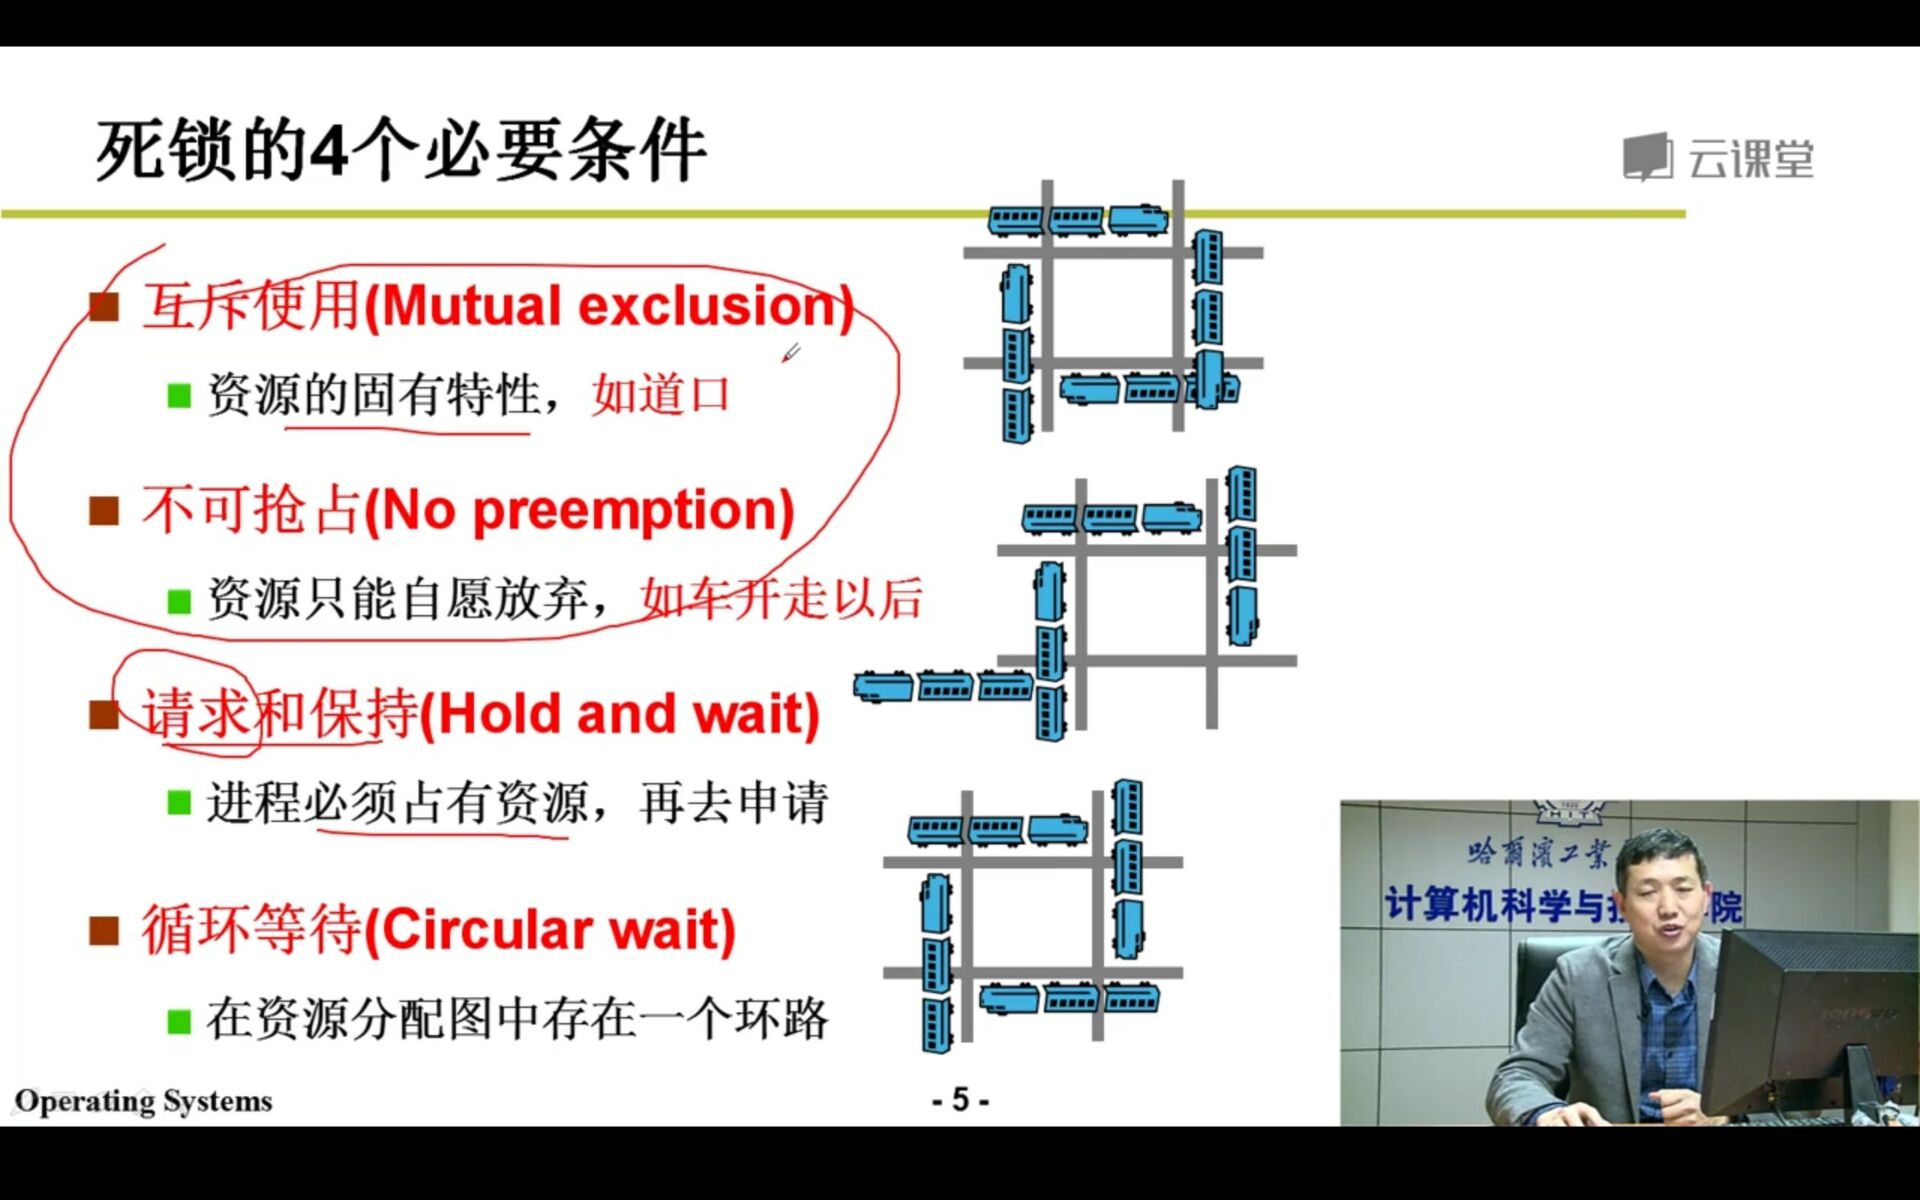 死锁的4个必要条件
云课堂
互斥使用(Mutual exclusion)
资源的固有特性，如道口
不可抢占(No preemption)
资源只能自愿放弃，如车开走以后
请求和保持(Hold and wait)
进程必须占有资源，再去申请
循环等待(Circular wait)
在资源分配图中存在一个环路
HIT
哈爾濱工業
计算机科学与
院
Operating Systems
- 5 -